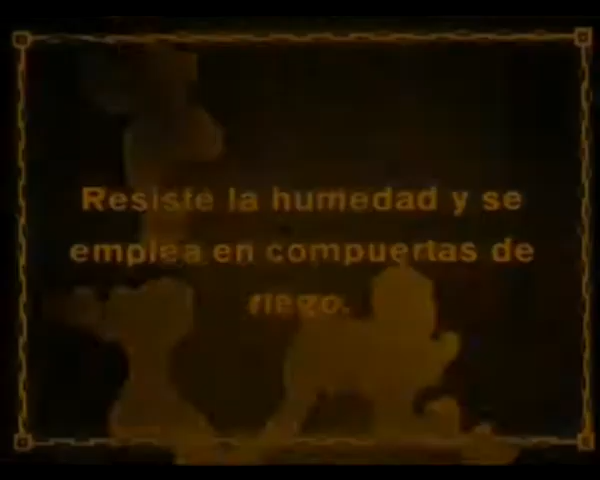 Resiste la humedad y se
emplea en compuertas de
riego.